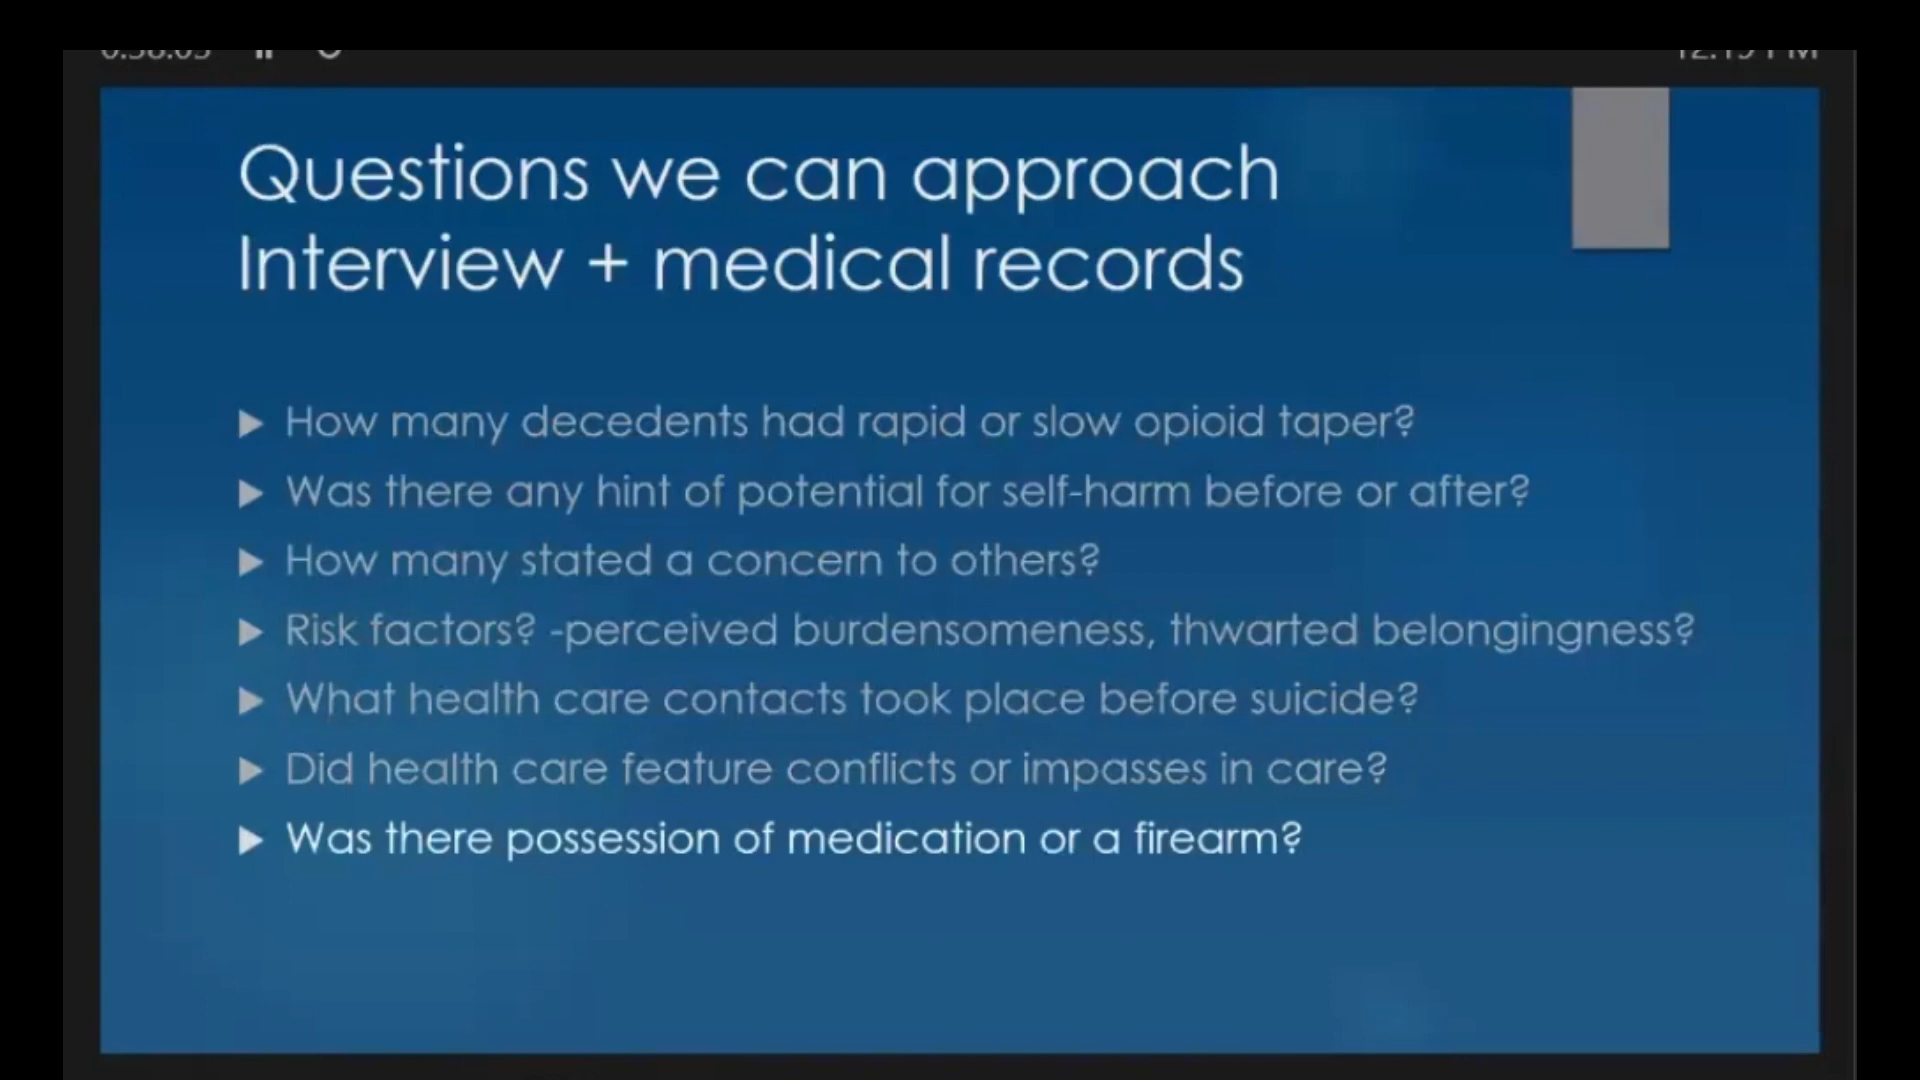 Questions we can approach
Interview + medical records
How many decedents had rapid or slow opioid taper?
Was there any hint of potential for self-harm before or after?
How many stated a concern to others?
Risk factors? -perceived burdensomeness, thwarted belongingness?
What health care contacts took place before suicide?
Did health care feature conflicts or impasses in care?
Was there possession of medication or a firearm?